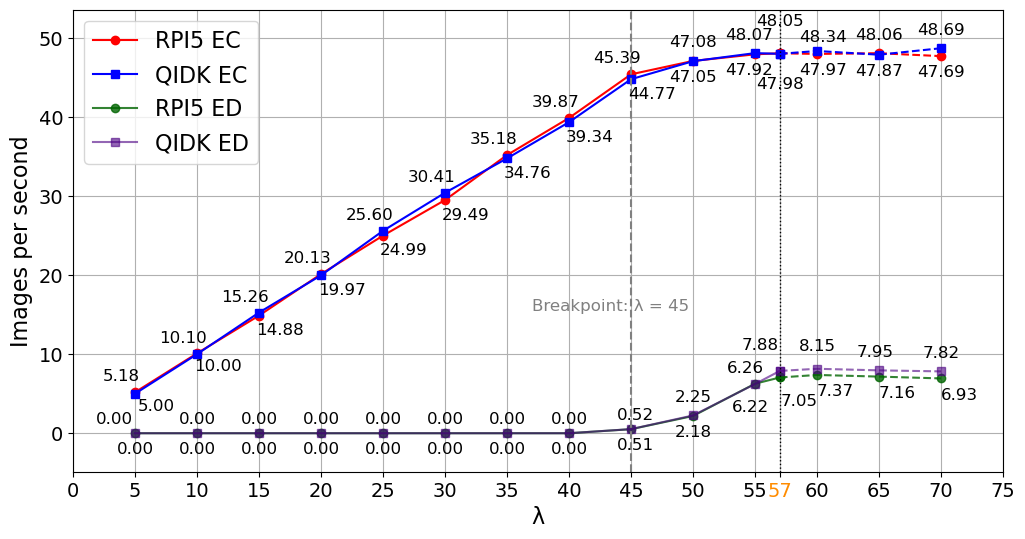 RPI5 EC
QIDK EC
RPI5 ED
QIDK ED
Images per second
50
40
30
20
10
0
48.05
45.39 47.08 48.07 48.34 48.06 48.69
47.05 47.92 47.98 47.97 47.87 47.69
44.77
39.87
39.34
35.18
34.76
30.41
29.49
25.60
24.99
20.13
19.97
15.26
14.88
Breakpoint: λ = 45
10.10
10.00
5.18
5.00
7.88 8.15 7.95 7.82
6.26
6.22 7.05 7.37 7.16 6.93
2.25
2.18
0.00 0.00 0.00 0.00 0.00 0.00 0.00 0.00 0.52
0.00 0.00 0.00 0.00 0.00 0.00 0.00 0.00 0.51
0 5 10 15 20 25 30 35 40 45 50 55 57 60 65 70 75
λ